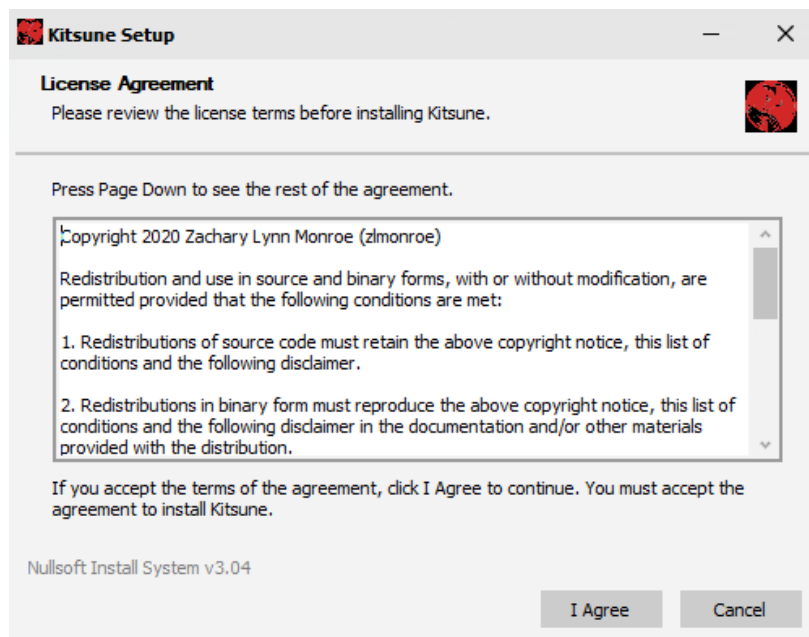 Kitsune Setup
License Agreement
Please review the license terms before installing Kitsune.
Press Page Down to see the rest of the agreement.
Copyright 2020 Zachary Lynn Monroe (zlmonroe)
Redistribution and use in source and binary forms, with or without modification, are
permitted provided that the following conditions are met:
1. Redistributions of source code must retain the above copyright notice, this list of
conditions and the following disclaimer.
2. Redistributions in binary form must reproduce the above copyright notice, this list of
conditions and the following disclaimer in the documentation and/or other materials
provided with the distribution.
If you accept the terms of the agreement, click I Agree to continue. You must accept the
agreement to install Kitsune.
Nullsoft Install System v3.04
I Agree
Cancel